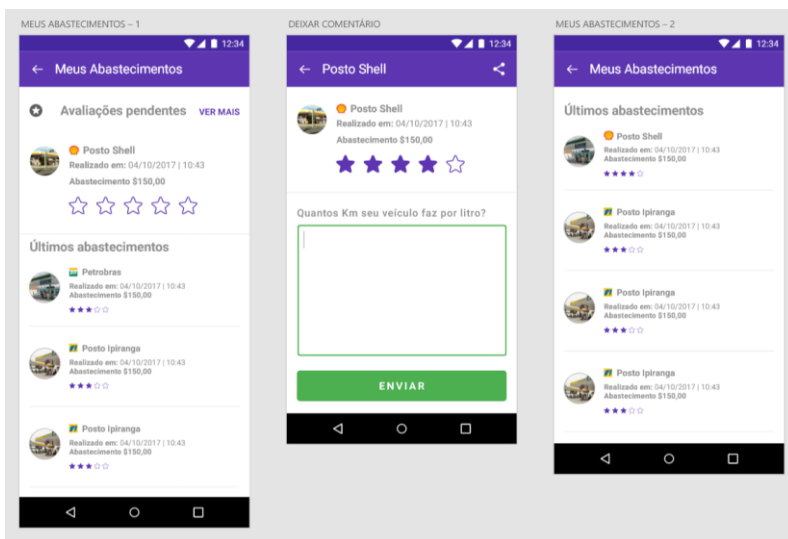 MEUS ABASTECIMENTOS – 1
12:34
Meus Abastecimentos
Avaliações pendentes VER MAIS
Posto Shell
Realizado em: 04/10/2017 | 10:43
Abastecimento $150,00
Últimos abastecimentos
Petrobras
Realizado em: 04/10/2017 | 10:43
Abastecimento $150,00
Posto Ipiranga
Realizado em: 04/10/2017 | 10:43
Abastecimento $150,00
Posto Ipiranga
Realizado em: 04/10/2017 | 10:43
Abastecimento $150,00
DEIXAR COMENTÁRIO
12:34
Posto Shell
Posto Shell
Realizado em: 04/10/2017 | 10:43
Abastecimento $150,00
Quantos Km seu veículo faz por litro?
ENVIAR
MEUS ABASTECIMENTOS – 2
12:34
Meus Abastecimentos
Últimos abastecimentos
Posto Shell
Realizado em: 04/10/2017 | 10:43
Abastecimento $150,00
Posto Ipiranga
Realizado em: 04/10/2017 | 10:43
Abastecimento $150,00
Posto Ipiranga
Realizado em: 04/10/2017 | 10:43
Abastecimento $150,00
Posto Ipiranga
Realizado em: 04/10/2017 | 10:43
Abastecimento $150,00